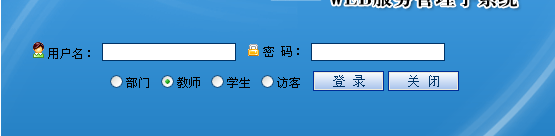 WEB服务管理子系统
用户名： 密 码：
部门 教师 学生 访客 登 录 关 闭